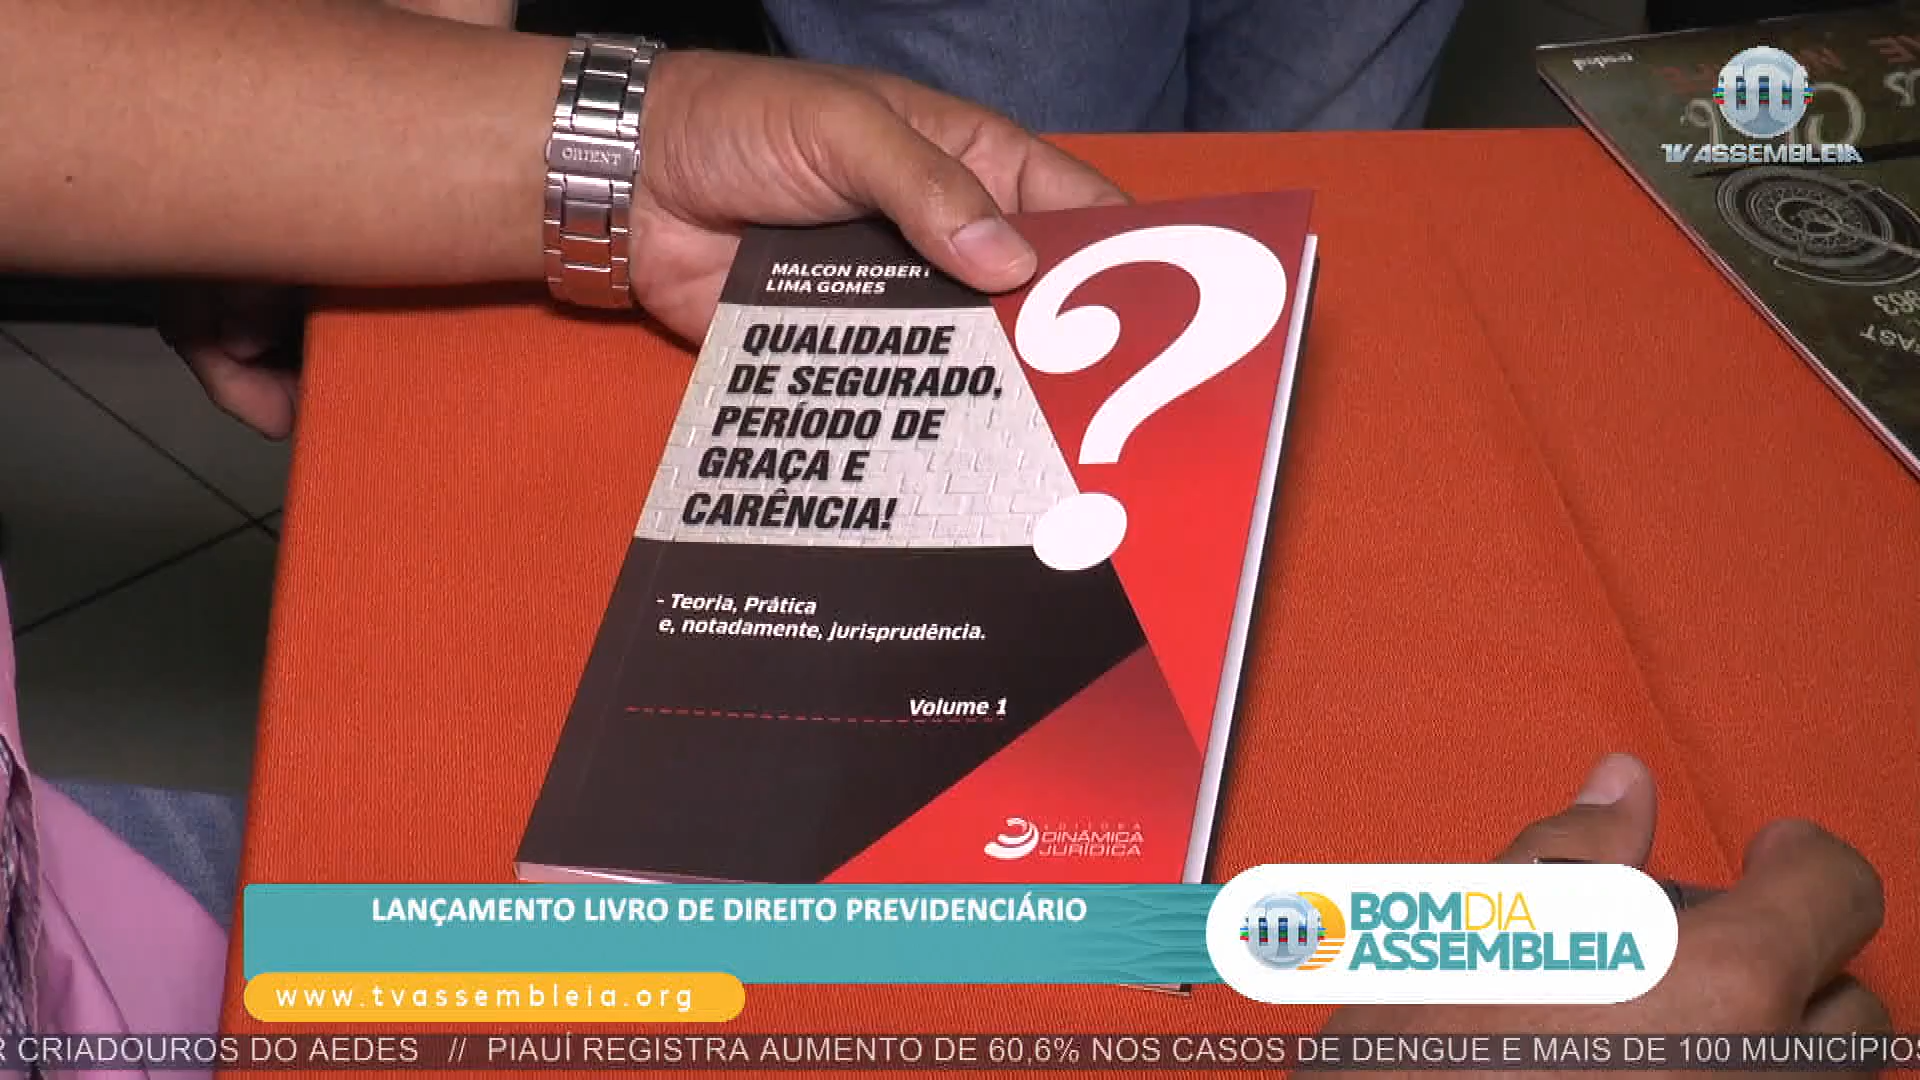 TV ASSEMBLEIA
ORIENT
MALCON ROBERT
LIMA GOMES
QUALIDADE
DE SEGURADO,
PERÍODO DE
GRAÇA E
CARÊNCIA!
- Teoria, Prática
e, notadamente, jurisprudência.
Volume 1
EDITORA
DINÂMICA
JURÍDICA
LANÇAMENTO LIVRO DE DIREITO PREVIDENCIÁRIO
BOM DIA
ASSEMBLEIA
www.tvassembleia.org
R CRIADOUROS DO AEDES // PIAUÍ REGISTRA AUMENTO DE 60,6% NOS CASOS DE DENGUE E MAIS DE 100 MUNICÍPIOS